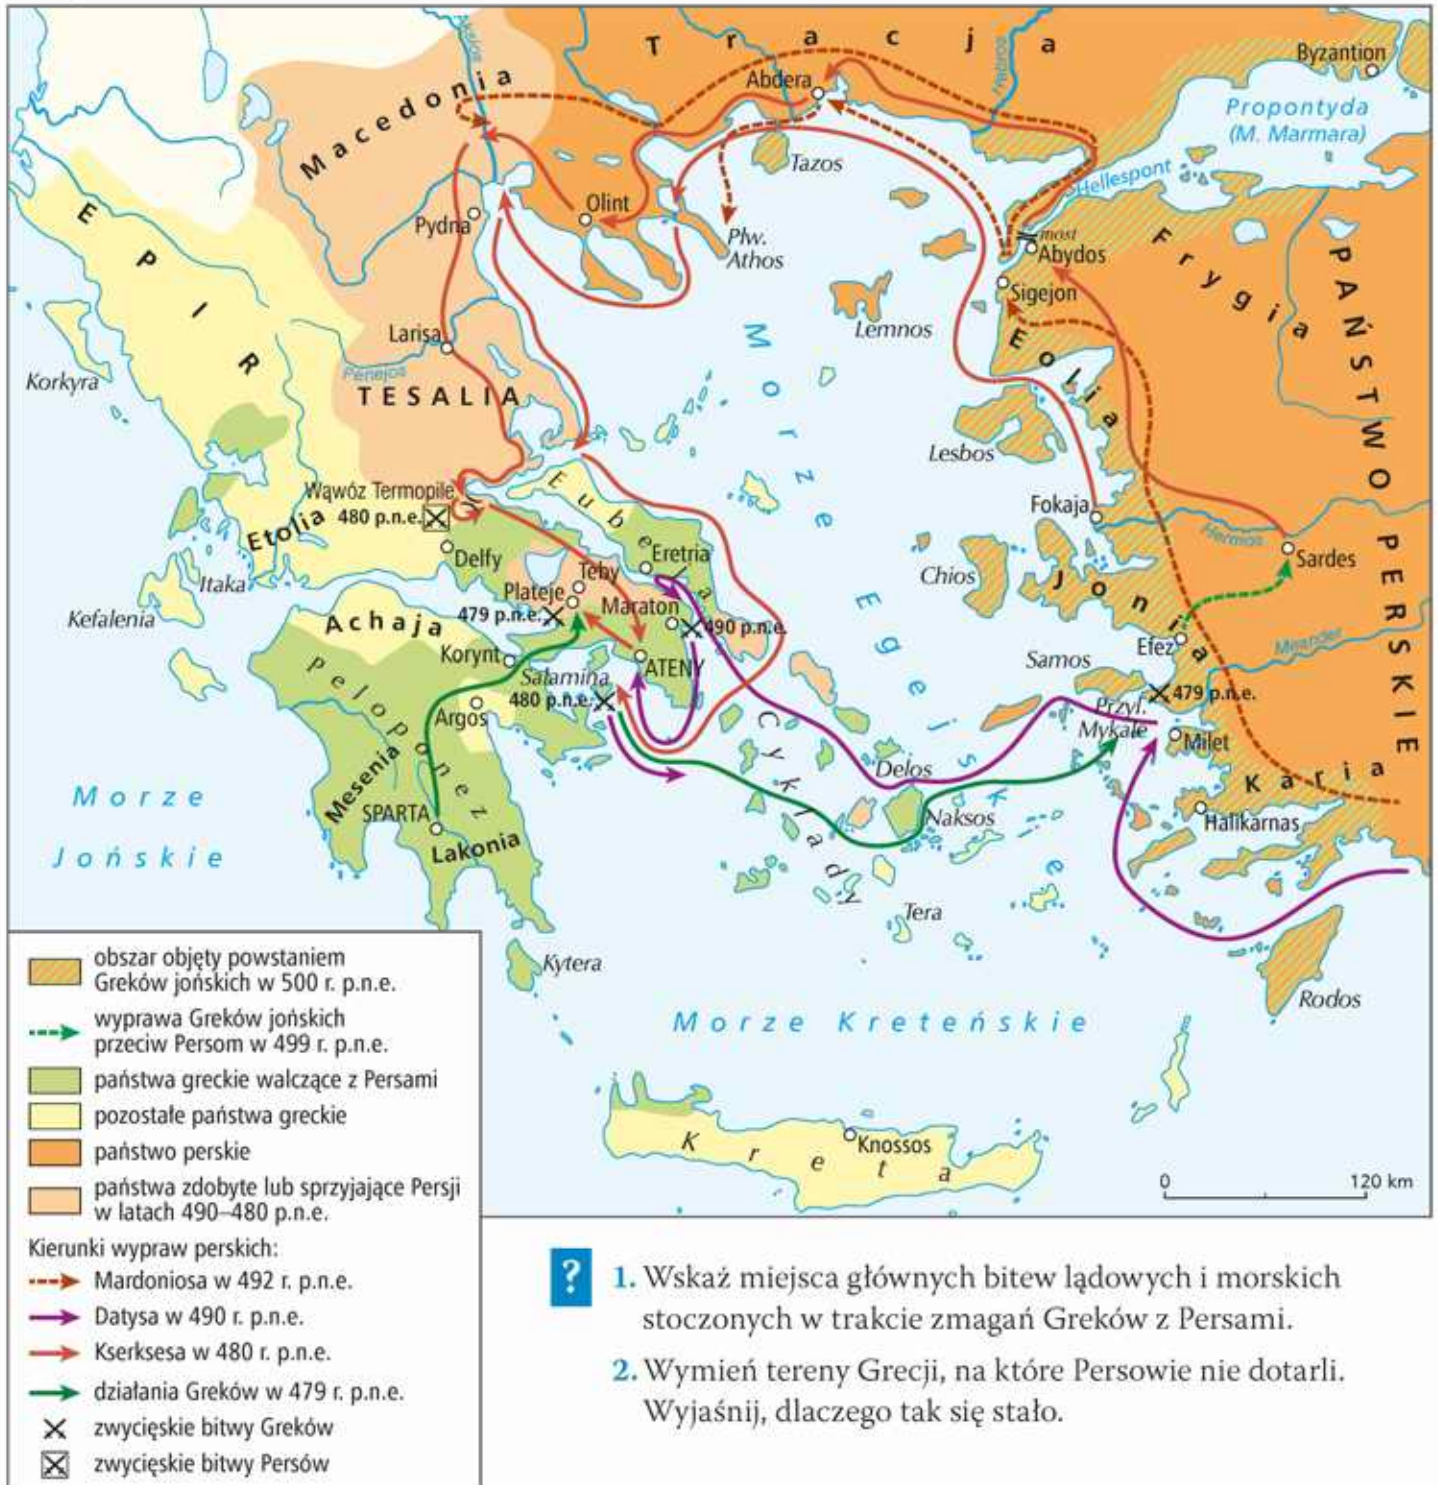 Tracja
Byzantion
Abdera
Nestos
Hebros
Macedonia
Propontyda
(M. Marmara)
Tazos
Hellespont
Olint
Pydna
Płw.
Athos
most
Abydos
Sigejon
Frygia
PAŃSTWO PERSKIE
EPIR
Larisa
Penejos
TESALIA
Lemnos
Eolia
Korkyra
Morze Egejskie
Lesbos
Wąwóz Termopile
480 p.n.e.
Eubea
Fokaja
Hermos
Sardes
Etolia
Delfy
Eretria
Teby
Chios
Jonia
Itaka
Kefalenia
Plateje
479 p.n.e.
Maraton
490 p.n.e.
Achaja
Korynt
ATENY
Efez
Meander
Samos
Salamina
480 p.n.e.
479 p.n.e.
Przyl.
Mykale
Peloponez
Argos
Cyklady
Milet
Delos
Karia
Morze
Jońskie
Mesenia
SPARTA
Naksos
Halikarnas
Lakonia
Tera
Kytera
Rodos
Morze Kreteńskie
Knossos
Kreta
0 120 km
obszar objęty powstaniem
Greków jońskich w 500 r. p.n.e.
wyprawa Greków jońskich
przeciw Persom w 499 r. p.n.e.
państwa greckie walczące z Persami
pozostałe państwa greckie
państwo perskie
państwa zdobyte lub sprzyjające Persji
w latach 490–480 p.n.e.
Kierunki wypraw perskich:
Mardoniosa w 492 r. p.n.e.
Datysa w 490 r. p.n.e.
Kserksesa w 480 r. p.n.e.
działania Greków w 479 r. p.n.e.
zwycięskie bitwy Greków
zwycięskie bitwy Persów
?
1. Wskaż miejsca głównych bitew lądowych i morskich
stoczonych w trakcie zmagań Greków z Persami.
2. Wymień tereny Grecji, na które Persowie nie dotarli.
Wyjaśnij, dlaczego tak się stało.